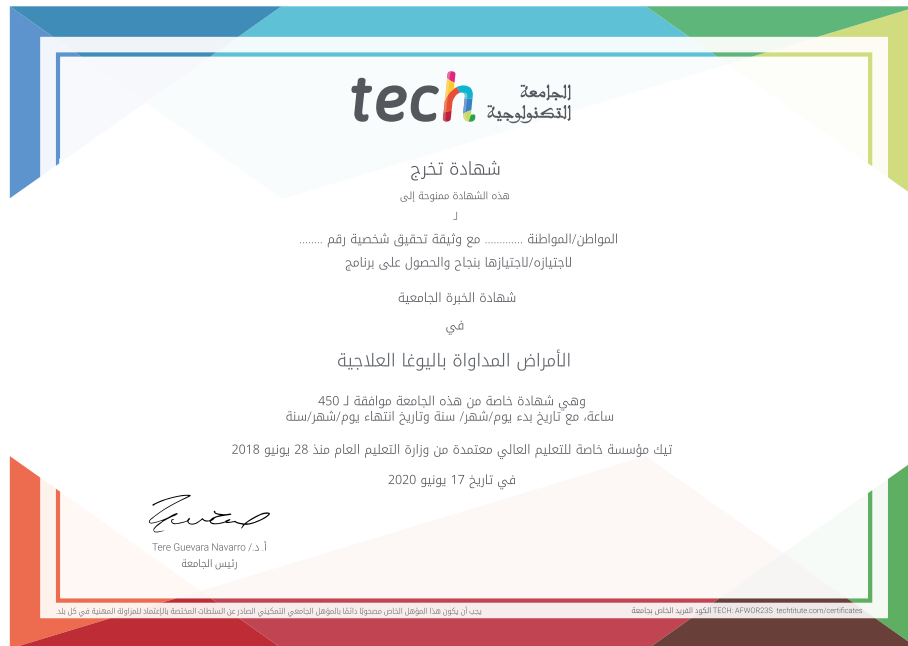 tech الجامعة
التكنولوجية
شهادة تخرج
هذه الشهادة ممنوحة إلى
لـ
المواطن/المواطنة ............. مع وثيقة تحقيق شخصية رقم ........
لاجتيازه/لاجتيازها بنجاح والحصول على برنامج
شهادة الخبرة الجامعية
في
الأمراض المداواة باليوغا العلاجية
وهي شهادة خاصة من هذه الجامعة موافقة لـ 450
ساعة، مع تاريخ بدء يوم/شهر/ سنة وتاريخ انتهاء يوم/شهر/سنة
تيك مؤسسة خاصة للتعليم العالي معتمدة من وزارة التعليم العام منذ 28 يونيو 2018
في تاريخ 17 يونيو 2020
أ.د./ Tere Guevara Navarro
رئيس الجامعة
يجب أن يكون هذا المؤهل الخاص مصحوبًا دائمًا بالمؤهل الجامعي التمكيني الصادر عن السلطات المختصة بالإعتماد للمزاولة المهنية في كل بلد.
الكود الفريد الخاص بجامعة TECH: AFWOR23S techtitute.com/certificates